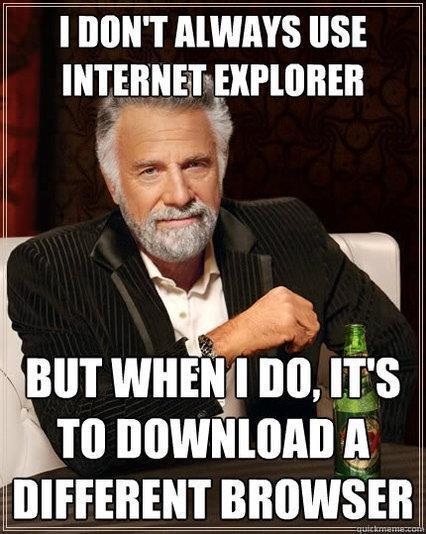 I DON'T ALWAYS USE
INTERNET EXPLORER
BUT WHEN I DO, IT'S
TO DOWNLOAD A
DIFFERENT BROWSER
quickmeme.com